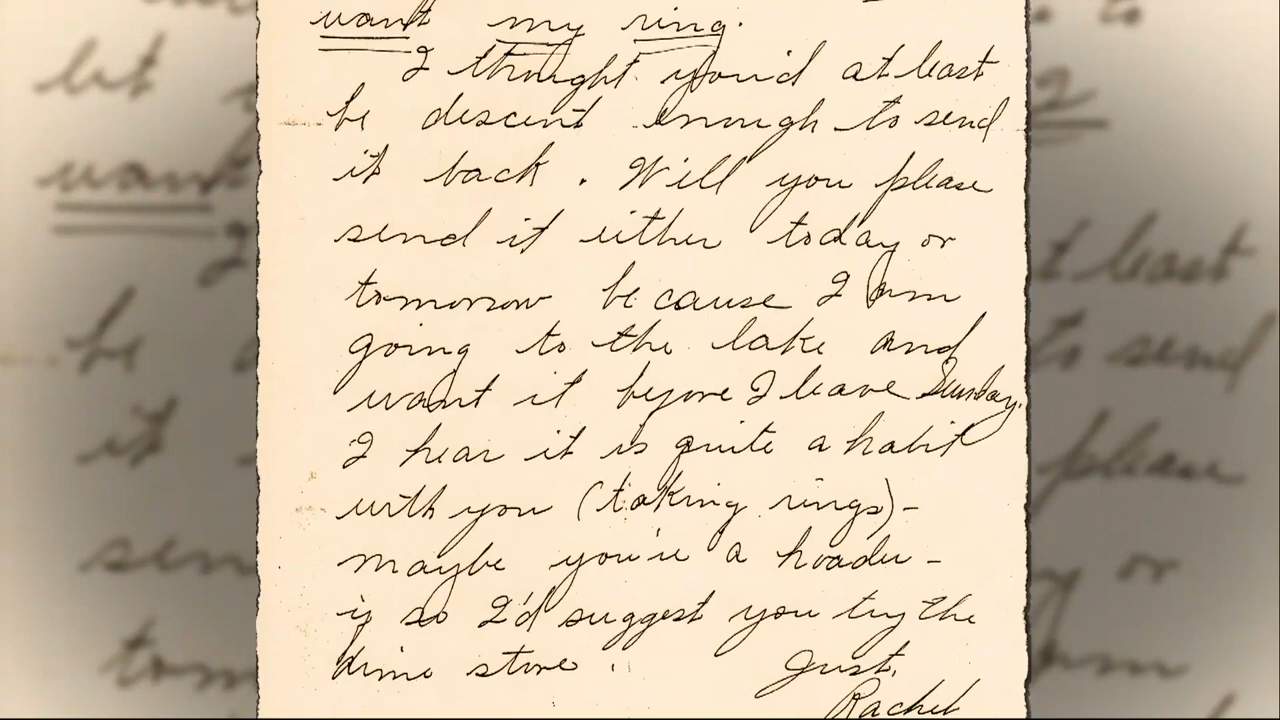 want my ring.
I thought you'd at least
be descent enough to send
it back. Will you please
send it either today or
tomorrow because I am
going to the lake and
want it before I leave Sunday.
I hear it is quite a habit
with you (taking rings)-
maybe you're a hoader -
if so I'd suggest you try the
dime store.
Just,
Rachel